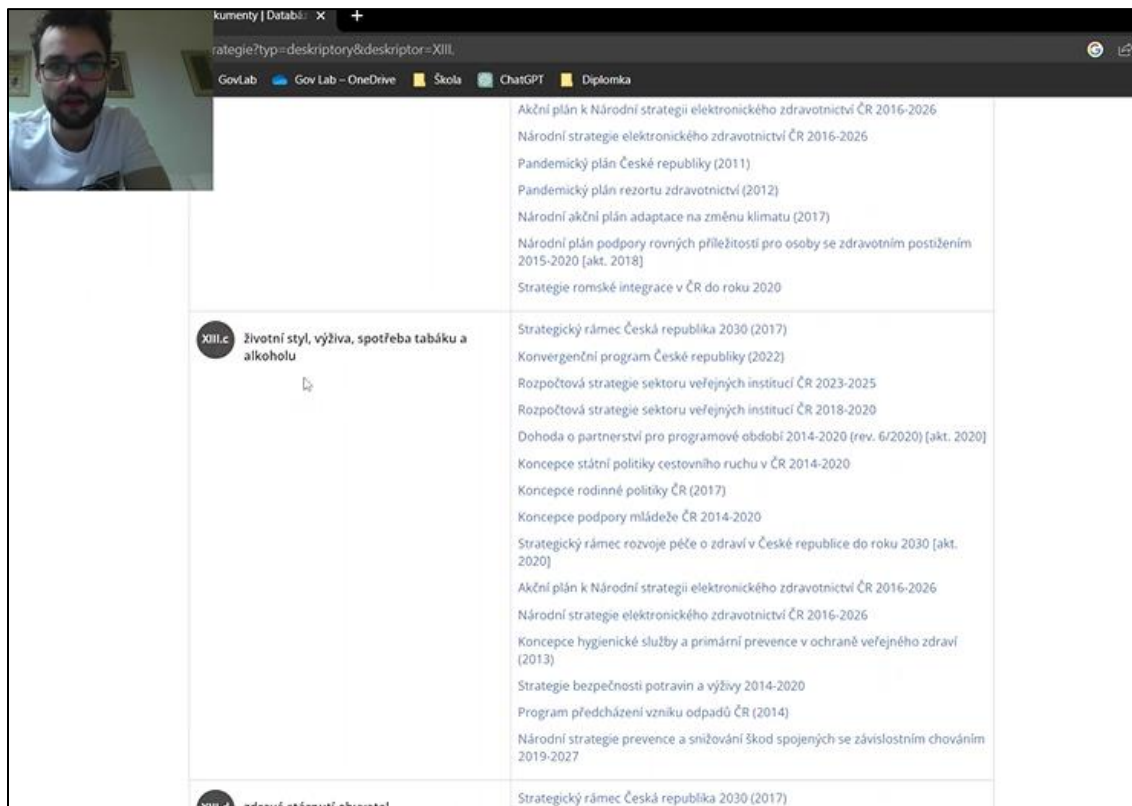 kumenty | Databáz
rategie?typ=deskriptory&deskriptor=XIII.
GovLab Gov Lab – OneDrive Škola ChatGPT Diplomka
Akční plán k Národní strategii elektronického zdravotnictví ČR 2016-2026
Národní strategie elektronického zdravotnictví ČR 2016-2026
Pandemický plán České republiky (2011)
Pandemický plán rezortu zdravotnictví (2012)
Národní akční plán adaptace na změnu klimatu (2017)
Národní plán podpory rovných příležitostí pro osoby se zdravotním postižením
2015-2020 [akt. 2018]
Strategie romské integrace v ČR do roku 2020
XIII.c životní styl, výživa, spotřeba tabáku a
alkoholu
Strategický rámec Česká republika 2030 (2017)
Konvergenční program České republiky (2022)
Rozpočtová strategie sektoru veřejných institucí ČR 2023-2025
Rozpočtová strategie sektoru veřejných institucí ČR 2018-2020
Dohoda o partnerství pro programové období 2014-2020 (rev. 6/2020) [akt. 2020]
Koncepce státní politiky cestovního ruchu v ČR 2014-2020
Koncepce rodinné politiky ČR (2017)
Koncepce podpory mládeže ČR 2014-2020
Strategický rámec rozvoje péče o zdraví v České republice do roku 2030 [akt.
2020]
Akční plán k Národní strategii elektronického zdravotnictví ČR 2016-2026
Národní strategie elektronického zdravotnictví ČR 2016-2026
Koncepce hygienické služby a primární prevence v ochraně veřejného zdraví
(2013)
Strategie bezpečnosti potravin a výživy 2014-2020
Program předcházení vzniku odpadů ČR (2014)
Národní strategie prevence a snižování škod spojených se závislostním chováním
2019-2027
Strategický rámec Česká republika 2030 (2017)